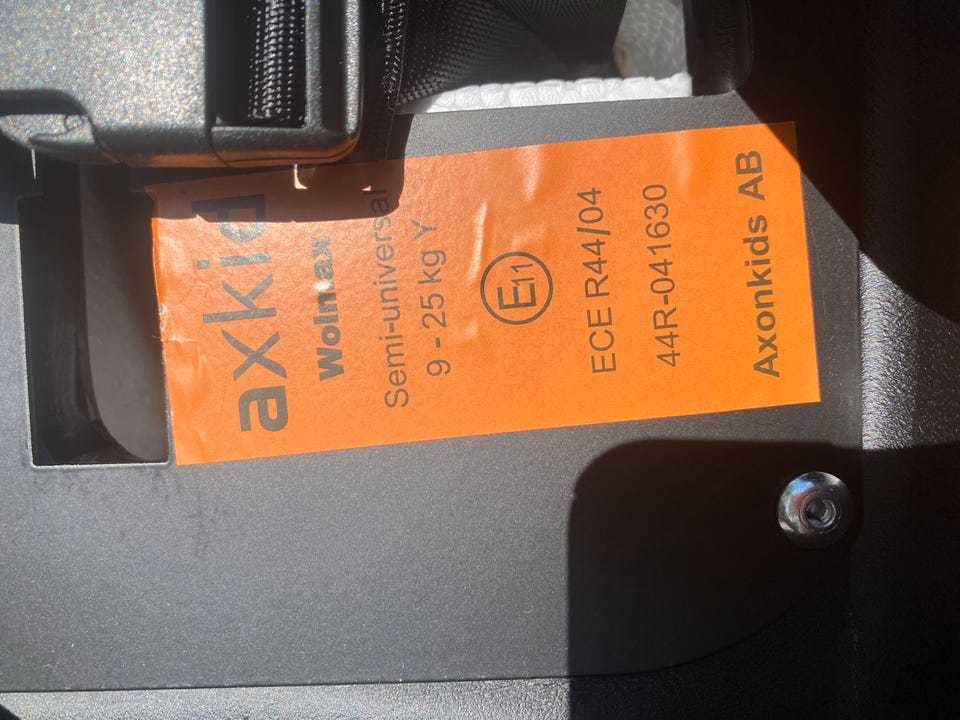 axkid
Wolmax
Semi-universal
9 - 25 kg Y
E11
ECE R44/04
44R-041630
Axonkids AB